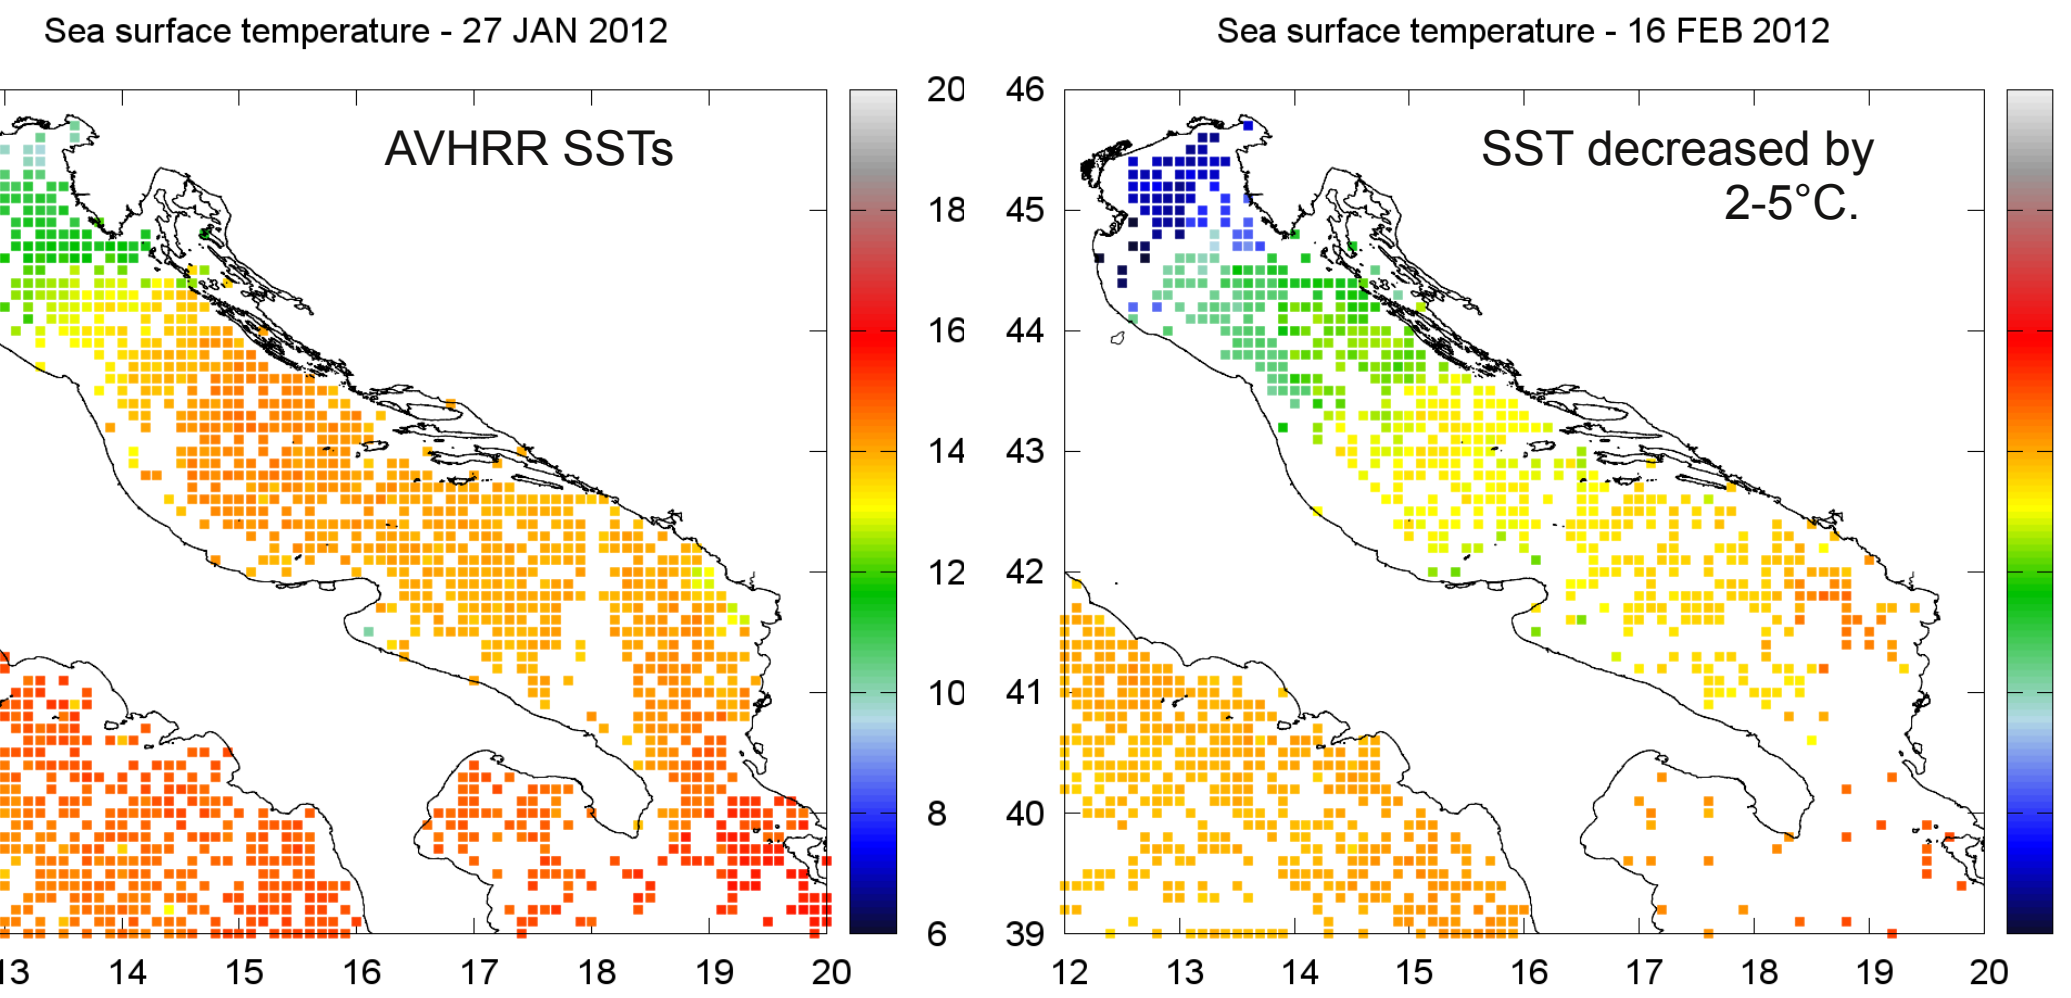 Sea surface temperature - 27 JAN 2012
Sea surface temperature - 16 FEB 2012
AVHRR SSTs
SST decreased by
2-5°C.
20
18
16
14
12
10
8
6
13 14 15 16 17 18 19 20
46
45
44
43
42
41
40
39
12 13 14 15 16 17 18 19 20